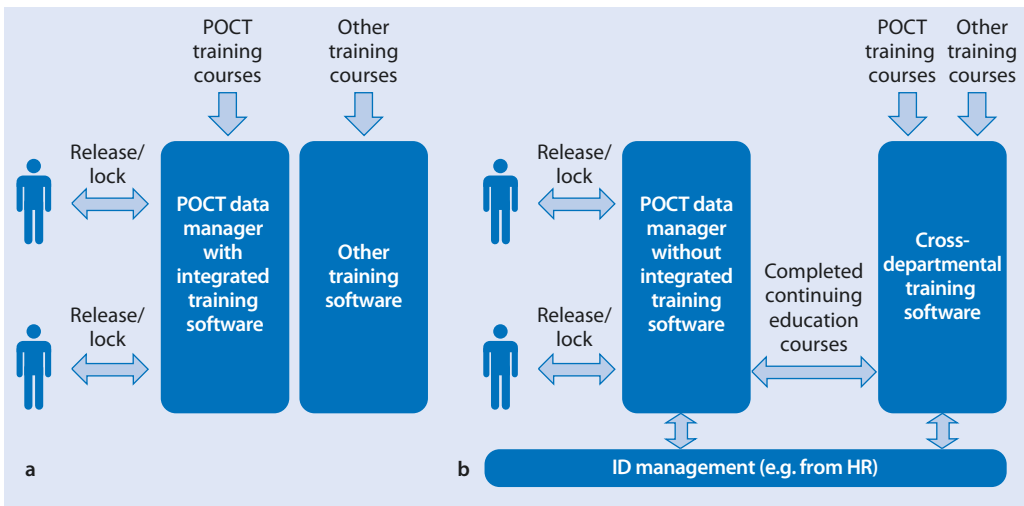 POCT
training
courses
Other
training
courses
Release/
lock
POCT data
manager
with
integrated
training
software
Other
training
software
Release/
lock
a
POCT
training
courses
Other
training
courses
Release/
lock
POCT data
manager
without
integrated
training
software
Cross-
departmental
training
software
Completed
continuing
education
courses
Release/
lock
b
ID management (e.g. from HR)